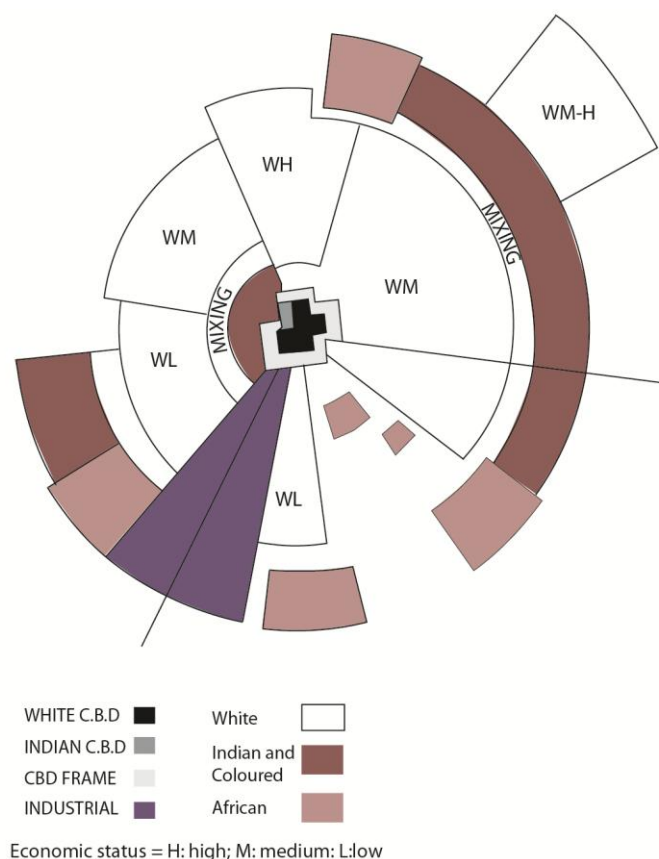 WM-H
WH
WM
MIXING
WM
MIXING
WL
WL
WHITE C.B.D
INDIAN C.B.D
CBD FRAME
INDUSTRIAL
White
Indian and
Coloured
African
Economic status = H: high; M: medium: L:low